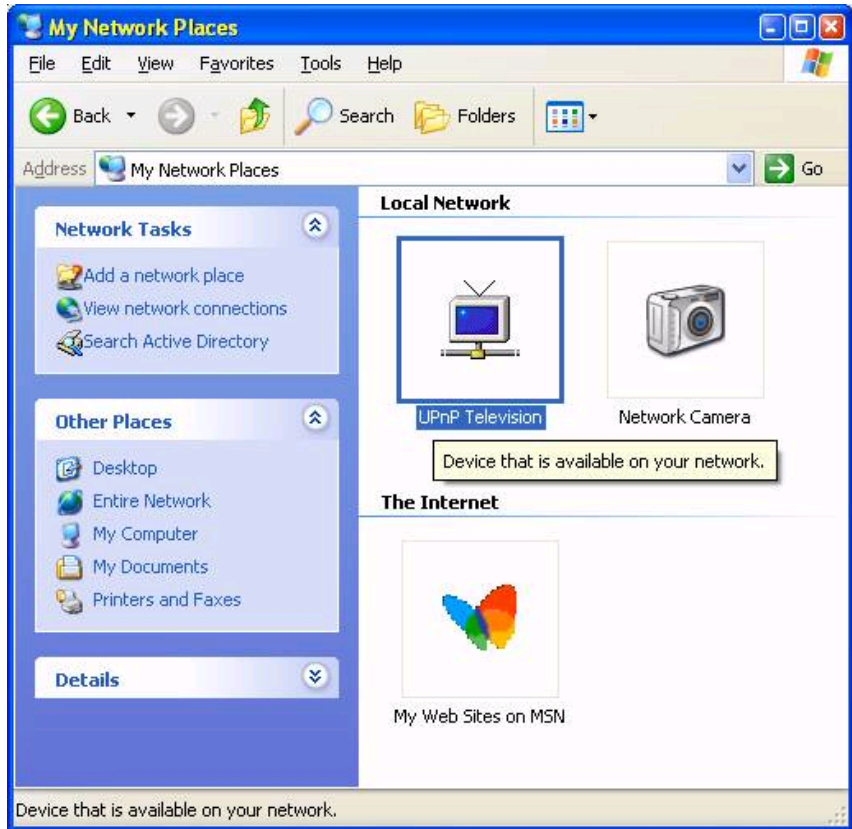 My Network Places
File Edit View Favorites Tools Help
Back Search Folders
Address My Network Places Go
Network Tasks
Add a network place
View network connections
Search Active Directory
Other Places
Desktop
Entire Network
My Computer
My Documents
Printers and Faxes
Details
Local Network
UPnP Television Network Camera
Device that is available on your network.
The Internet
My Web Sites on MSN
Device that is available on your network.